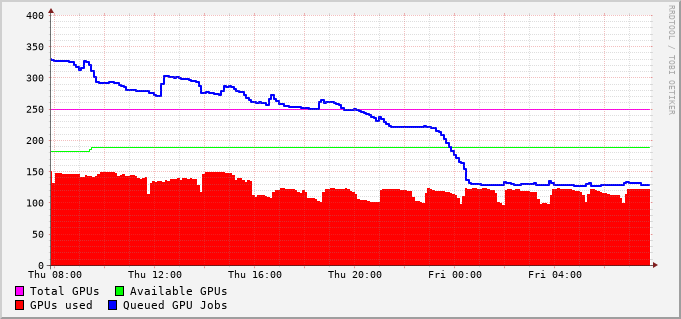 RRDTOOL / TOBI OETIKER
400
350
300
250
200
150
100
50
0
Thu 08:00 Thu 12:00 Thu 16:00 Thu 20:00 Fri 00:00 Fri 04:00
Total GPUs Available GPUs
GPUs used Queued GPU Jobs